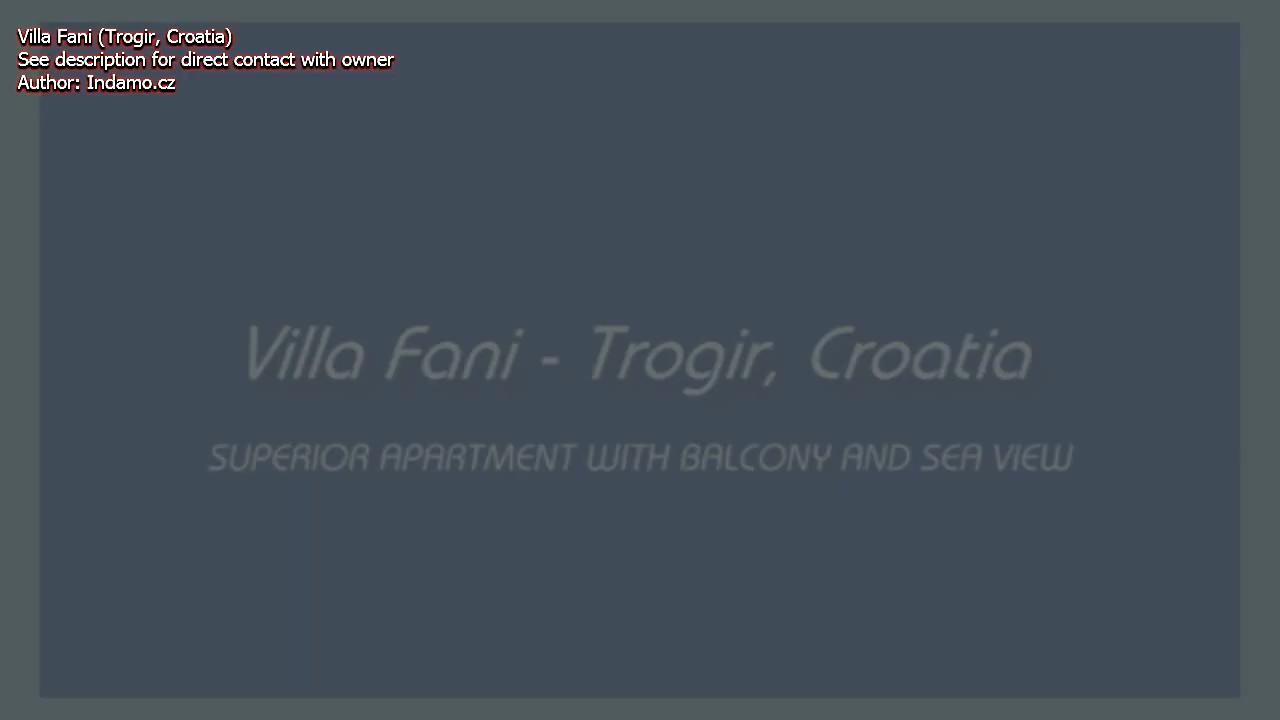 Villa Fani (Trogir, Croatia)
See description for direct contact with owner
Author: Indamo.cz
Villa Fani - Trogir, Croatia
SUPERIOR APARTMENT WITH BALCONY AND SEA VIEW